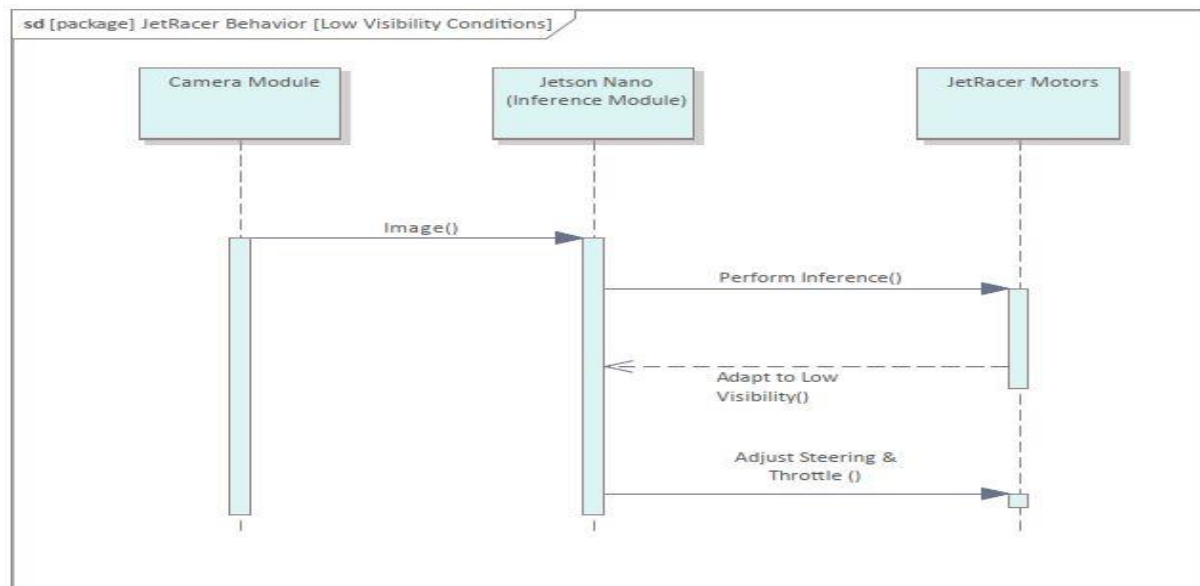 sd [package] JetRacer Behavior [Low Visibility Conditions]
Camera Module
Jetson Nano
(Inference Module)
JetRacer Motors
Image()
Perform Inference()
Adapt to Low
Visibility()
Adjust Steering &
Throttle ()